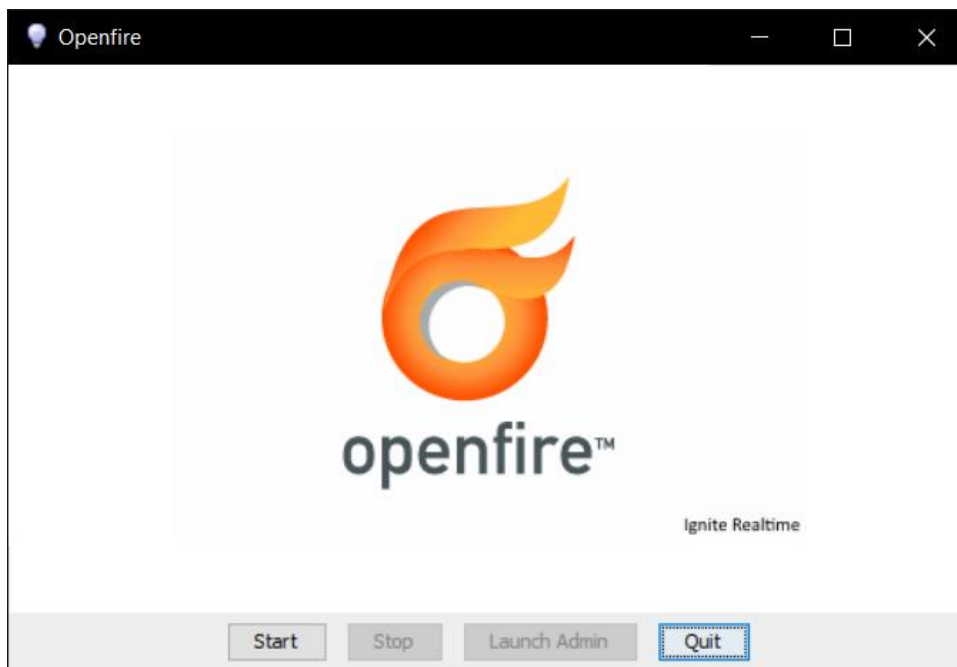 Openfire
openfire™
Ignite Realtime
Start Stop Launch Admin Quit